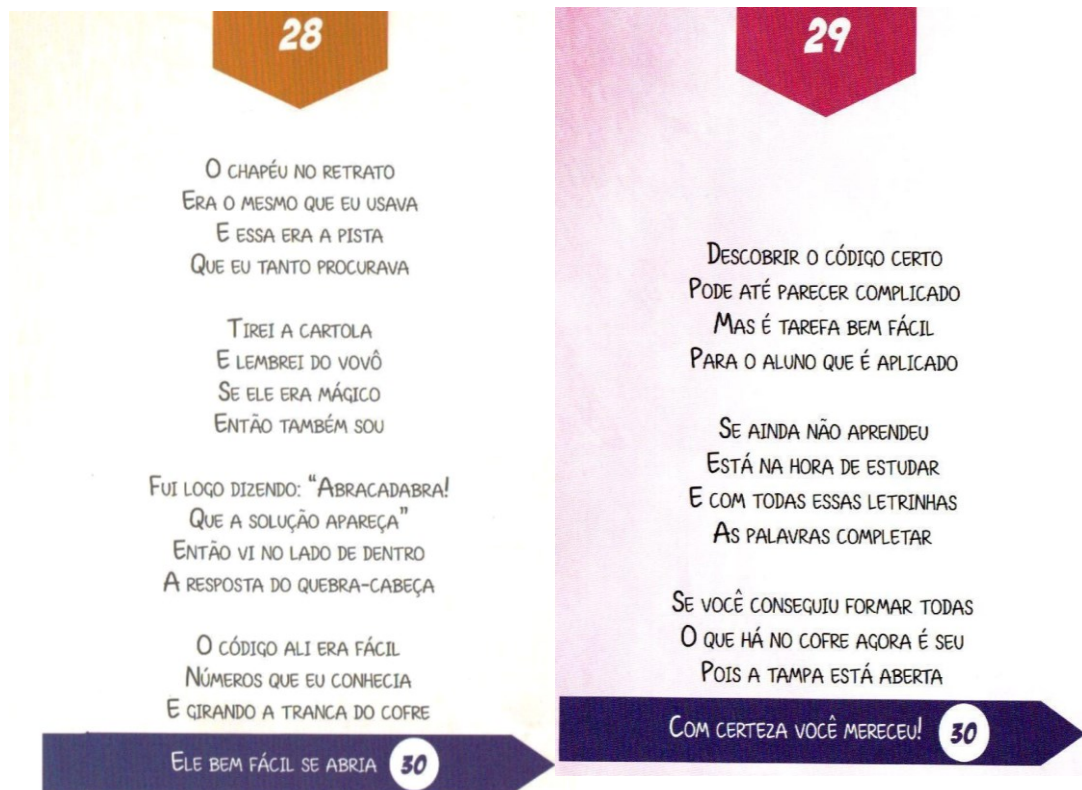 28
O CHAPÉU NO RETRATO
ERA O MESMO QUE EU USAVA
E ESSA ERA A PISTA
QUE EU TANTO PROCURAVA
TIREI A CARTOLA
E LEMBREI DO VOVÔ
SE ELE ERA MÁGICO
ENTÃO TAMBÉM SOU
FUI LOGO DIZENDO: "ABRACADABRA!
QUE A SOLUÇÃO APAREÇA"
ENTÃO VI NO LADO DE DENTRO
A RESPOSTA DO QUEBRA-CABEÇA
O CÓDIGO ALI ERA FÁCIL
NÚMEROS QUE EU CONHECIA
E GIRANDO A TRANCA DO COFRE
ELE BEM FÁCIL SE ABRIA 30
29
DESCOBRIR O CÓDIGO CERTO
PODE ATÉ PARECER COMPLICADO
MAS É TAREFA BEM FÁCIL
PARA O ALUNO QUE É APLICADO
SE AINDA NÃO APRENDEU
ESTÁ NA HORA DE ESTUDAR
E COM TODAS ESSAS LETRINHAS
AS PALAVRAS COMPLETAR
SE VOCÊ CONSEGUIU FORMAR TODAS
O QUE HÁ NO COFRE AGORA É SEU
POIS A TAMPA ESTÁ ABERTA
COM CERTEZA VOCÊ MERECEU! 30